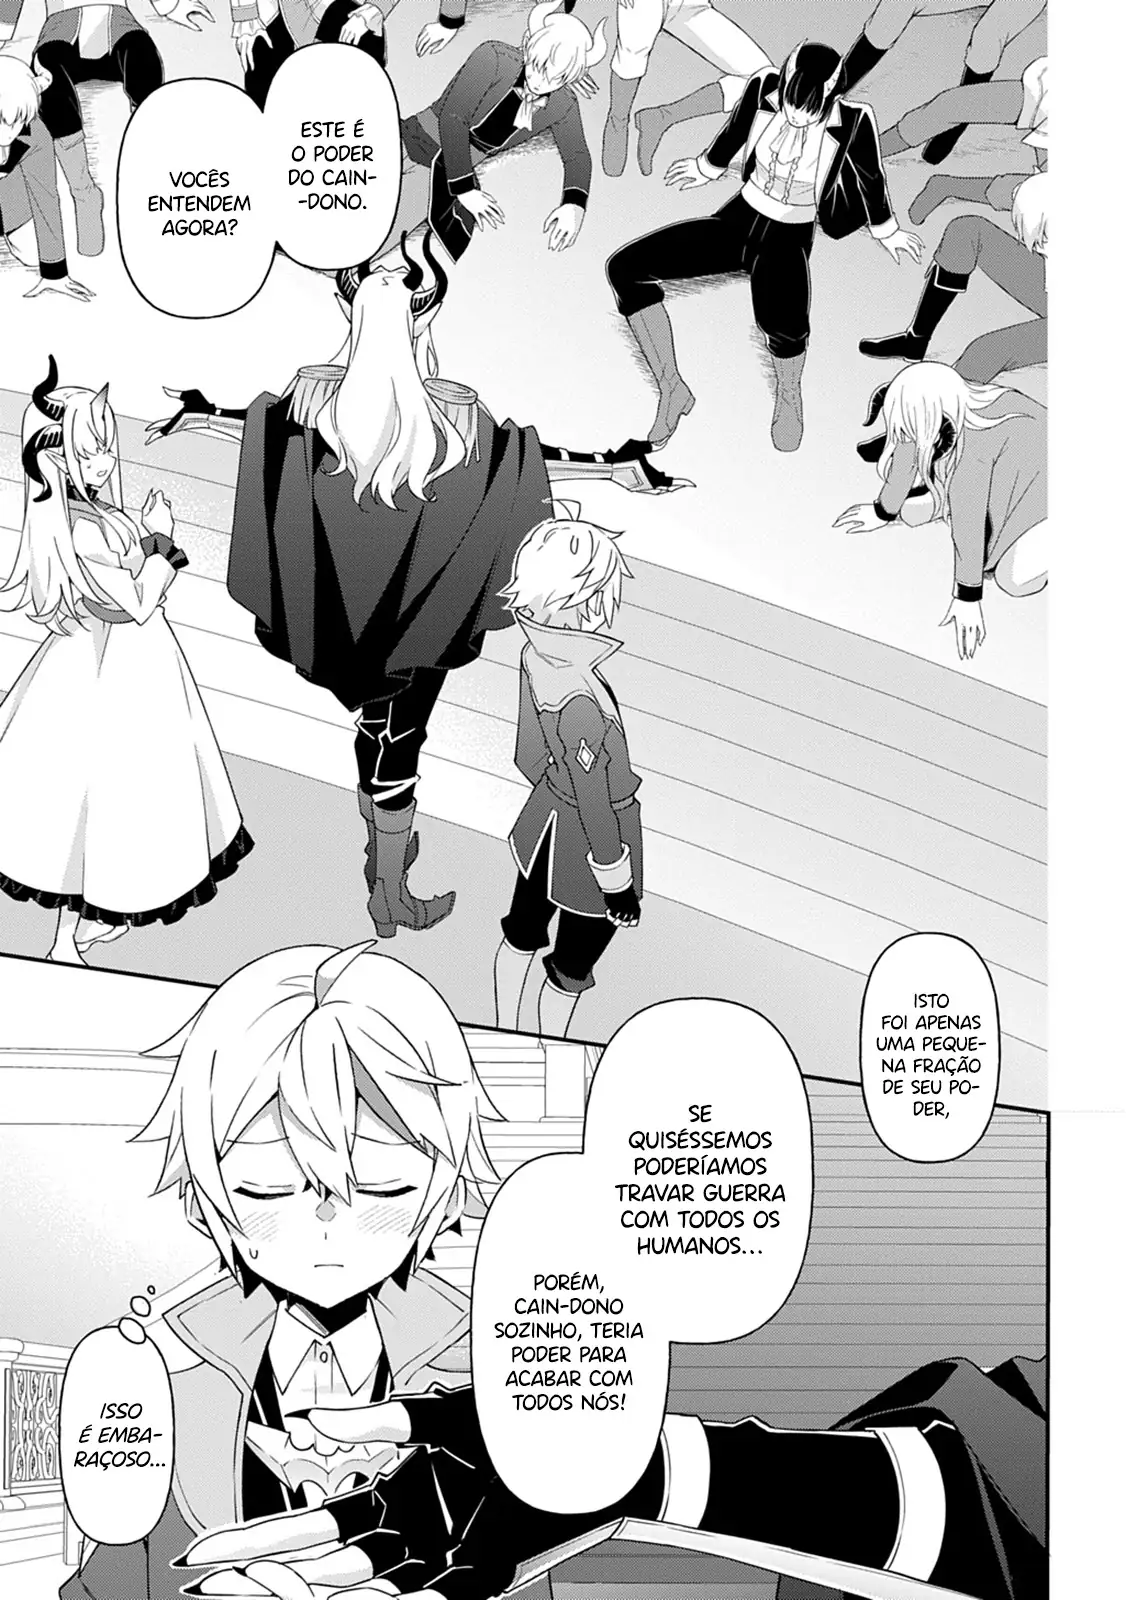 ESTE É
O PODER
DO CAIN-
-DONO.
VOCÊS
ENTENDEM
AGORA?
ISTO
FOI APENAS
UMA PEQUE-
NA FRAÇÃO
DE SEU PO-
DER,
SE
QUISÉSSEMOS
PODERÍAMOS
TRAVAR GUERRA
COM TODOS OS
HUMANOS...
PORÉM,
CAIN-DONO
SOZINHO, TERIA
PODER PARA
ACABAR COM
TODOS NÓS!
ISSO
É EMBA-
RAÇOSO...